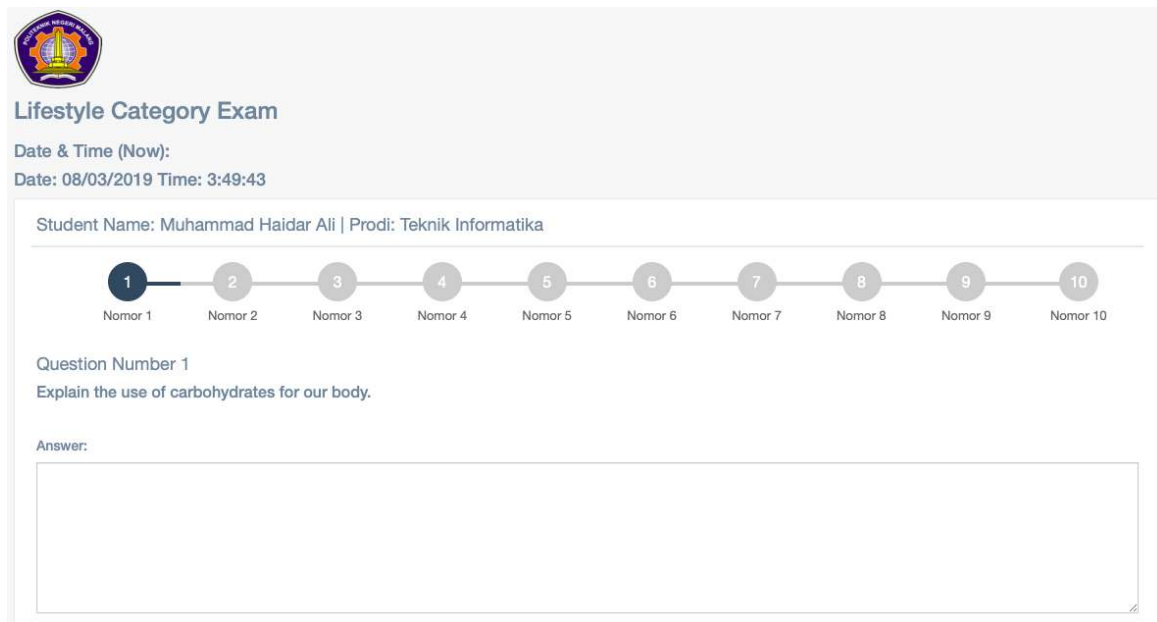 POLITEKNIK NEGERI MALANG
Lifestyle Category Exam
Date & Time (Now):
Date: 08/03/2019 Time: 3:49:43
Student Name: Muhammad Haidar Ali | Prodi: Teknik Informatika
1 2 3 4 5 6 7 8 9 10
Nomor 1 Nomor 2 Nomor 3 Nomor 4 Nomor 5 Nomor 6 Nomor 7 Nomor 8 Nomor 9 Nomor 10
Question Number 1
Explain the use of carbohydrates for our body.
Answer: